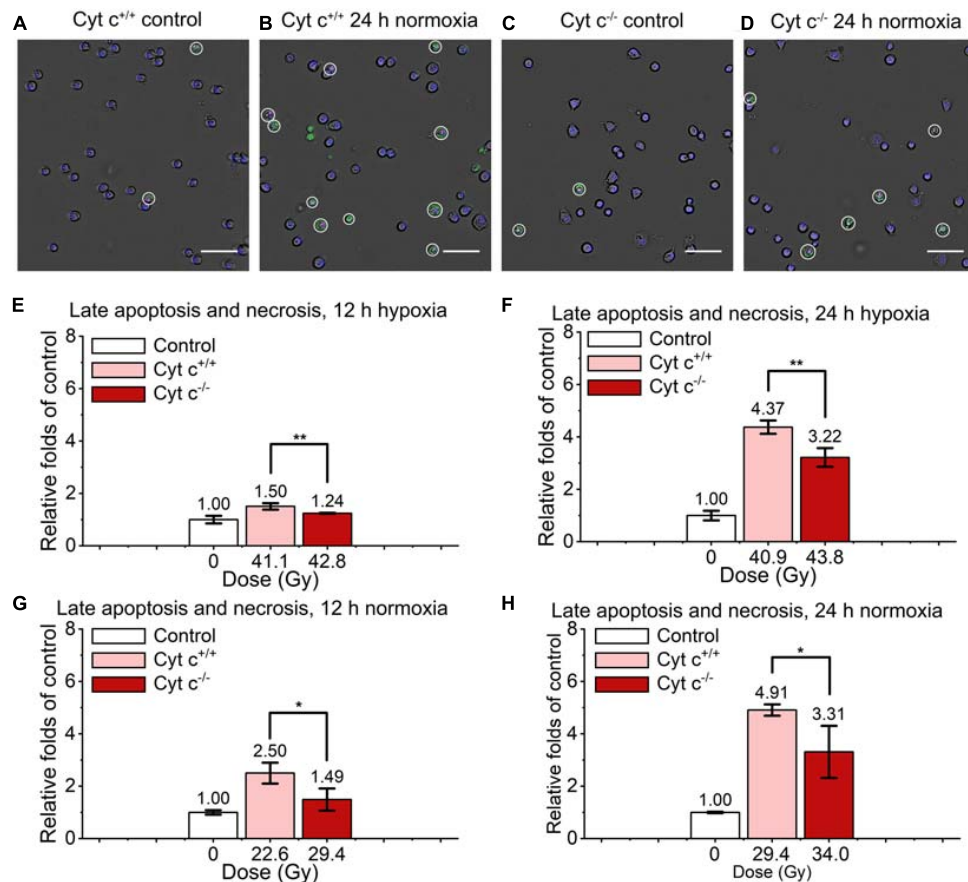 A Cyt c+/+ control
B Cyt c+/+ 24 h normoxia
C Cyt c-/- control
D Cyt c-/- 24 h normoxia
E Late apoptosis and necrosis, 12 h hypoxia
Relative folds of control
8
6
4
2
0
Control
Cyt c+/+
Cyt c-/-
**
1.00
1.50
1.24
0
41.1
42.8
Dose (Gy)
F Late apoptosis and necrosis, 24 h hypoxia
Relative folds of control
8
6
4
2
0
Control
Cyt c+/+
Cyt c-/-
**
1.00
4.37
3.22
0
40.9
43.8
Dose (Gy)
G Late apoptosis and necrosis, 12 h normoxia
Relative folds of control
8
6
4
2
0
Control
Cyt c+/+
Cyt c-/-
*
1.00
2.50
1.49
0
22.6
29.4
Dose (Gy)
H Late apoptosis and necrosis, 24 h normoxia
Relative folds of control
8
6
4
2
0
Control
Cyt c+/+
Cyt c-/-
*
1.00
4.91
3.31
0
29.4
34.0
Dose (Gy)